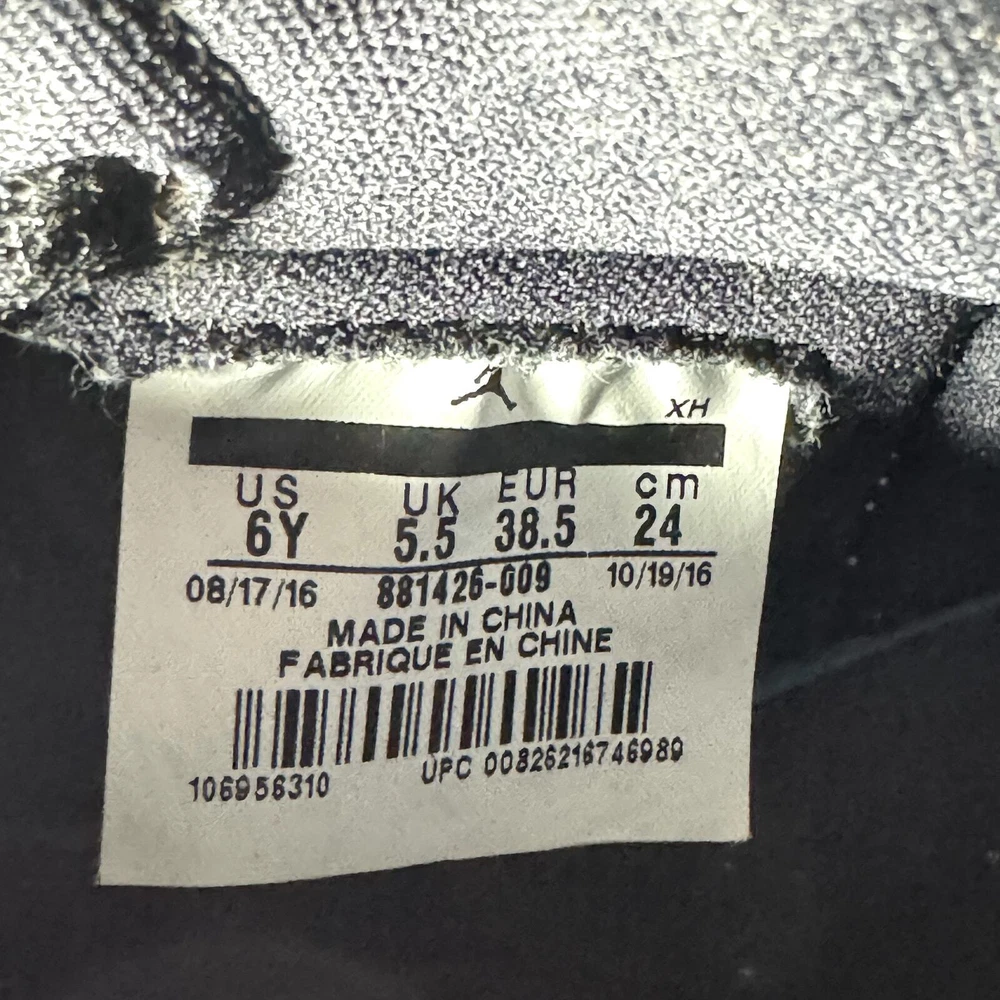 XH
US UK EUR cm
6Y 5.5 38.5 24
08/17/16 881426-009 10/19/16
MADE IN CHINA
FABRIQUE EN CHINE
106956310 UPC 00826216746989